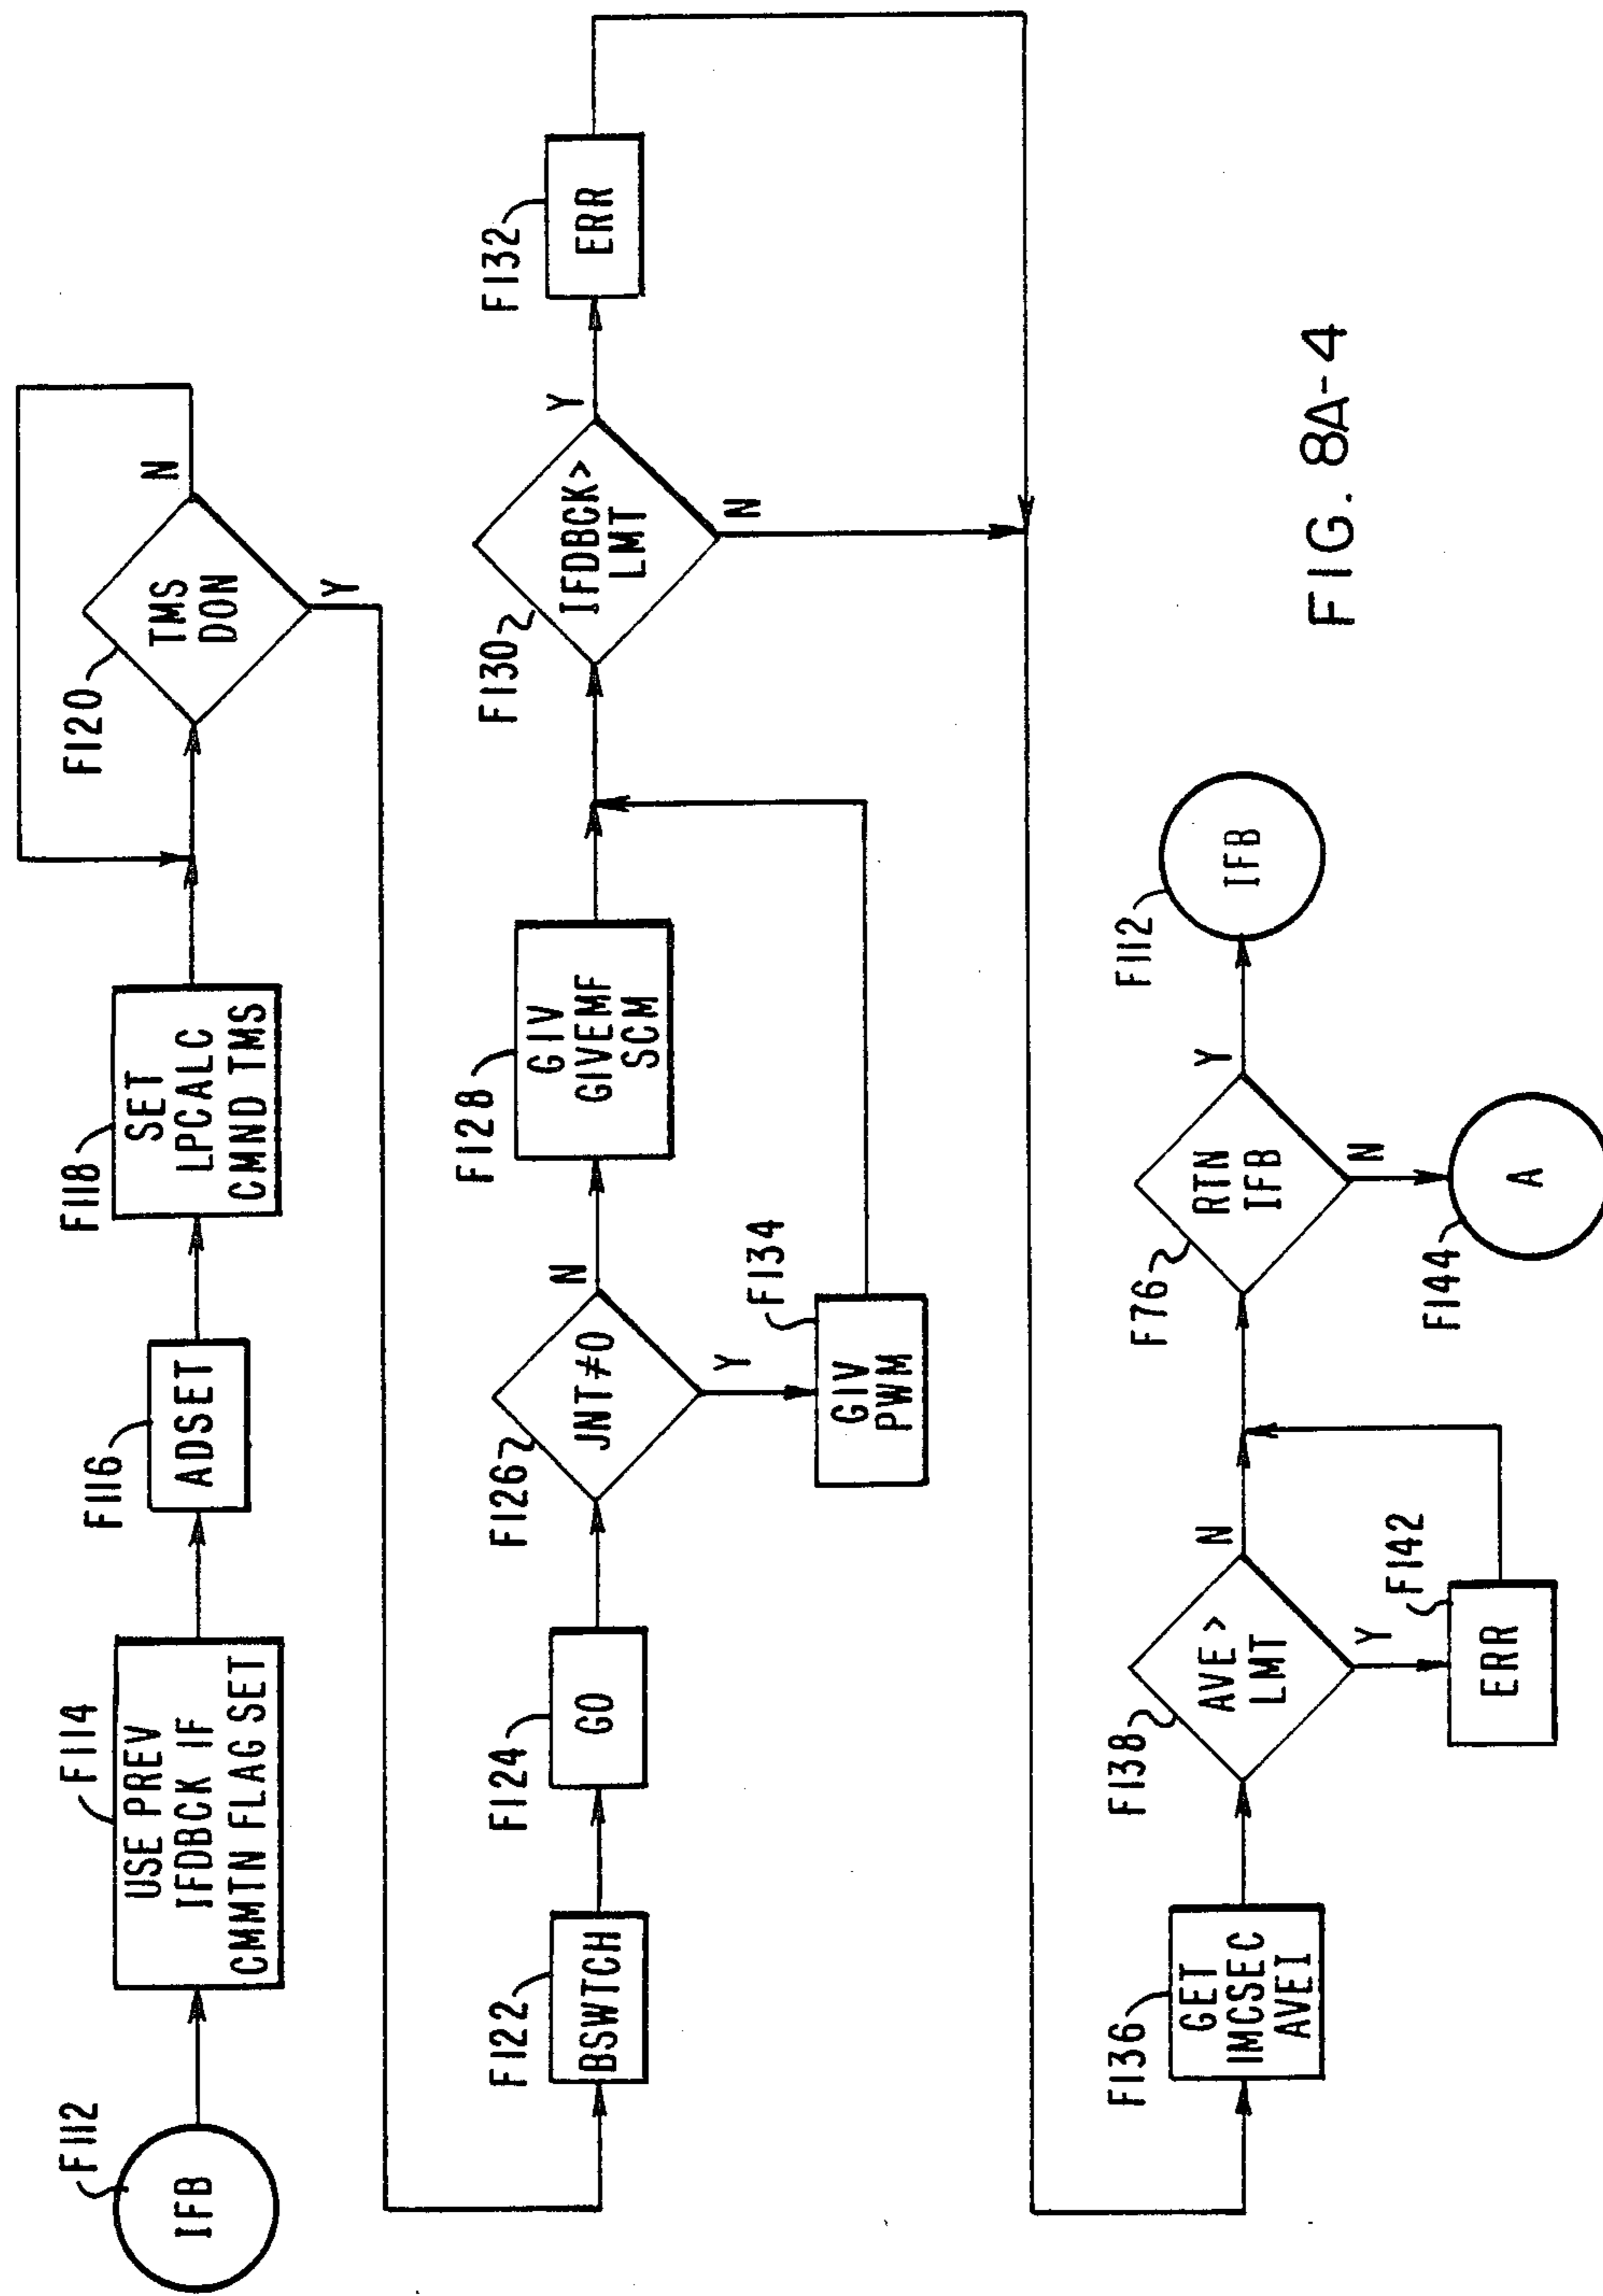 F112
IFB
F114
USE PREV
IFDBCK IF
CMMTN FLAG SET
F116
ADSET
F118
SET
LPCALC
CMND TMS
F120
TMS
DON
N
Y
F122
BSWTCH
F124
GO
F126
JNT≠0
N
Y
F128
GIV
GIVEMF
SCM
F134
GIV
PWM
F130
IFDBCK>
LMT
Y
N
F132
ERR
F136
GET
IMCSEC
AVEI
F138
AVE>
LMT
N
Y
F142
ERR
F76
RTN
IFB
Y
N
F112
IFB
F144
A
FIG. 8A-4